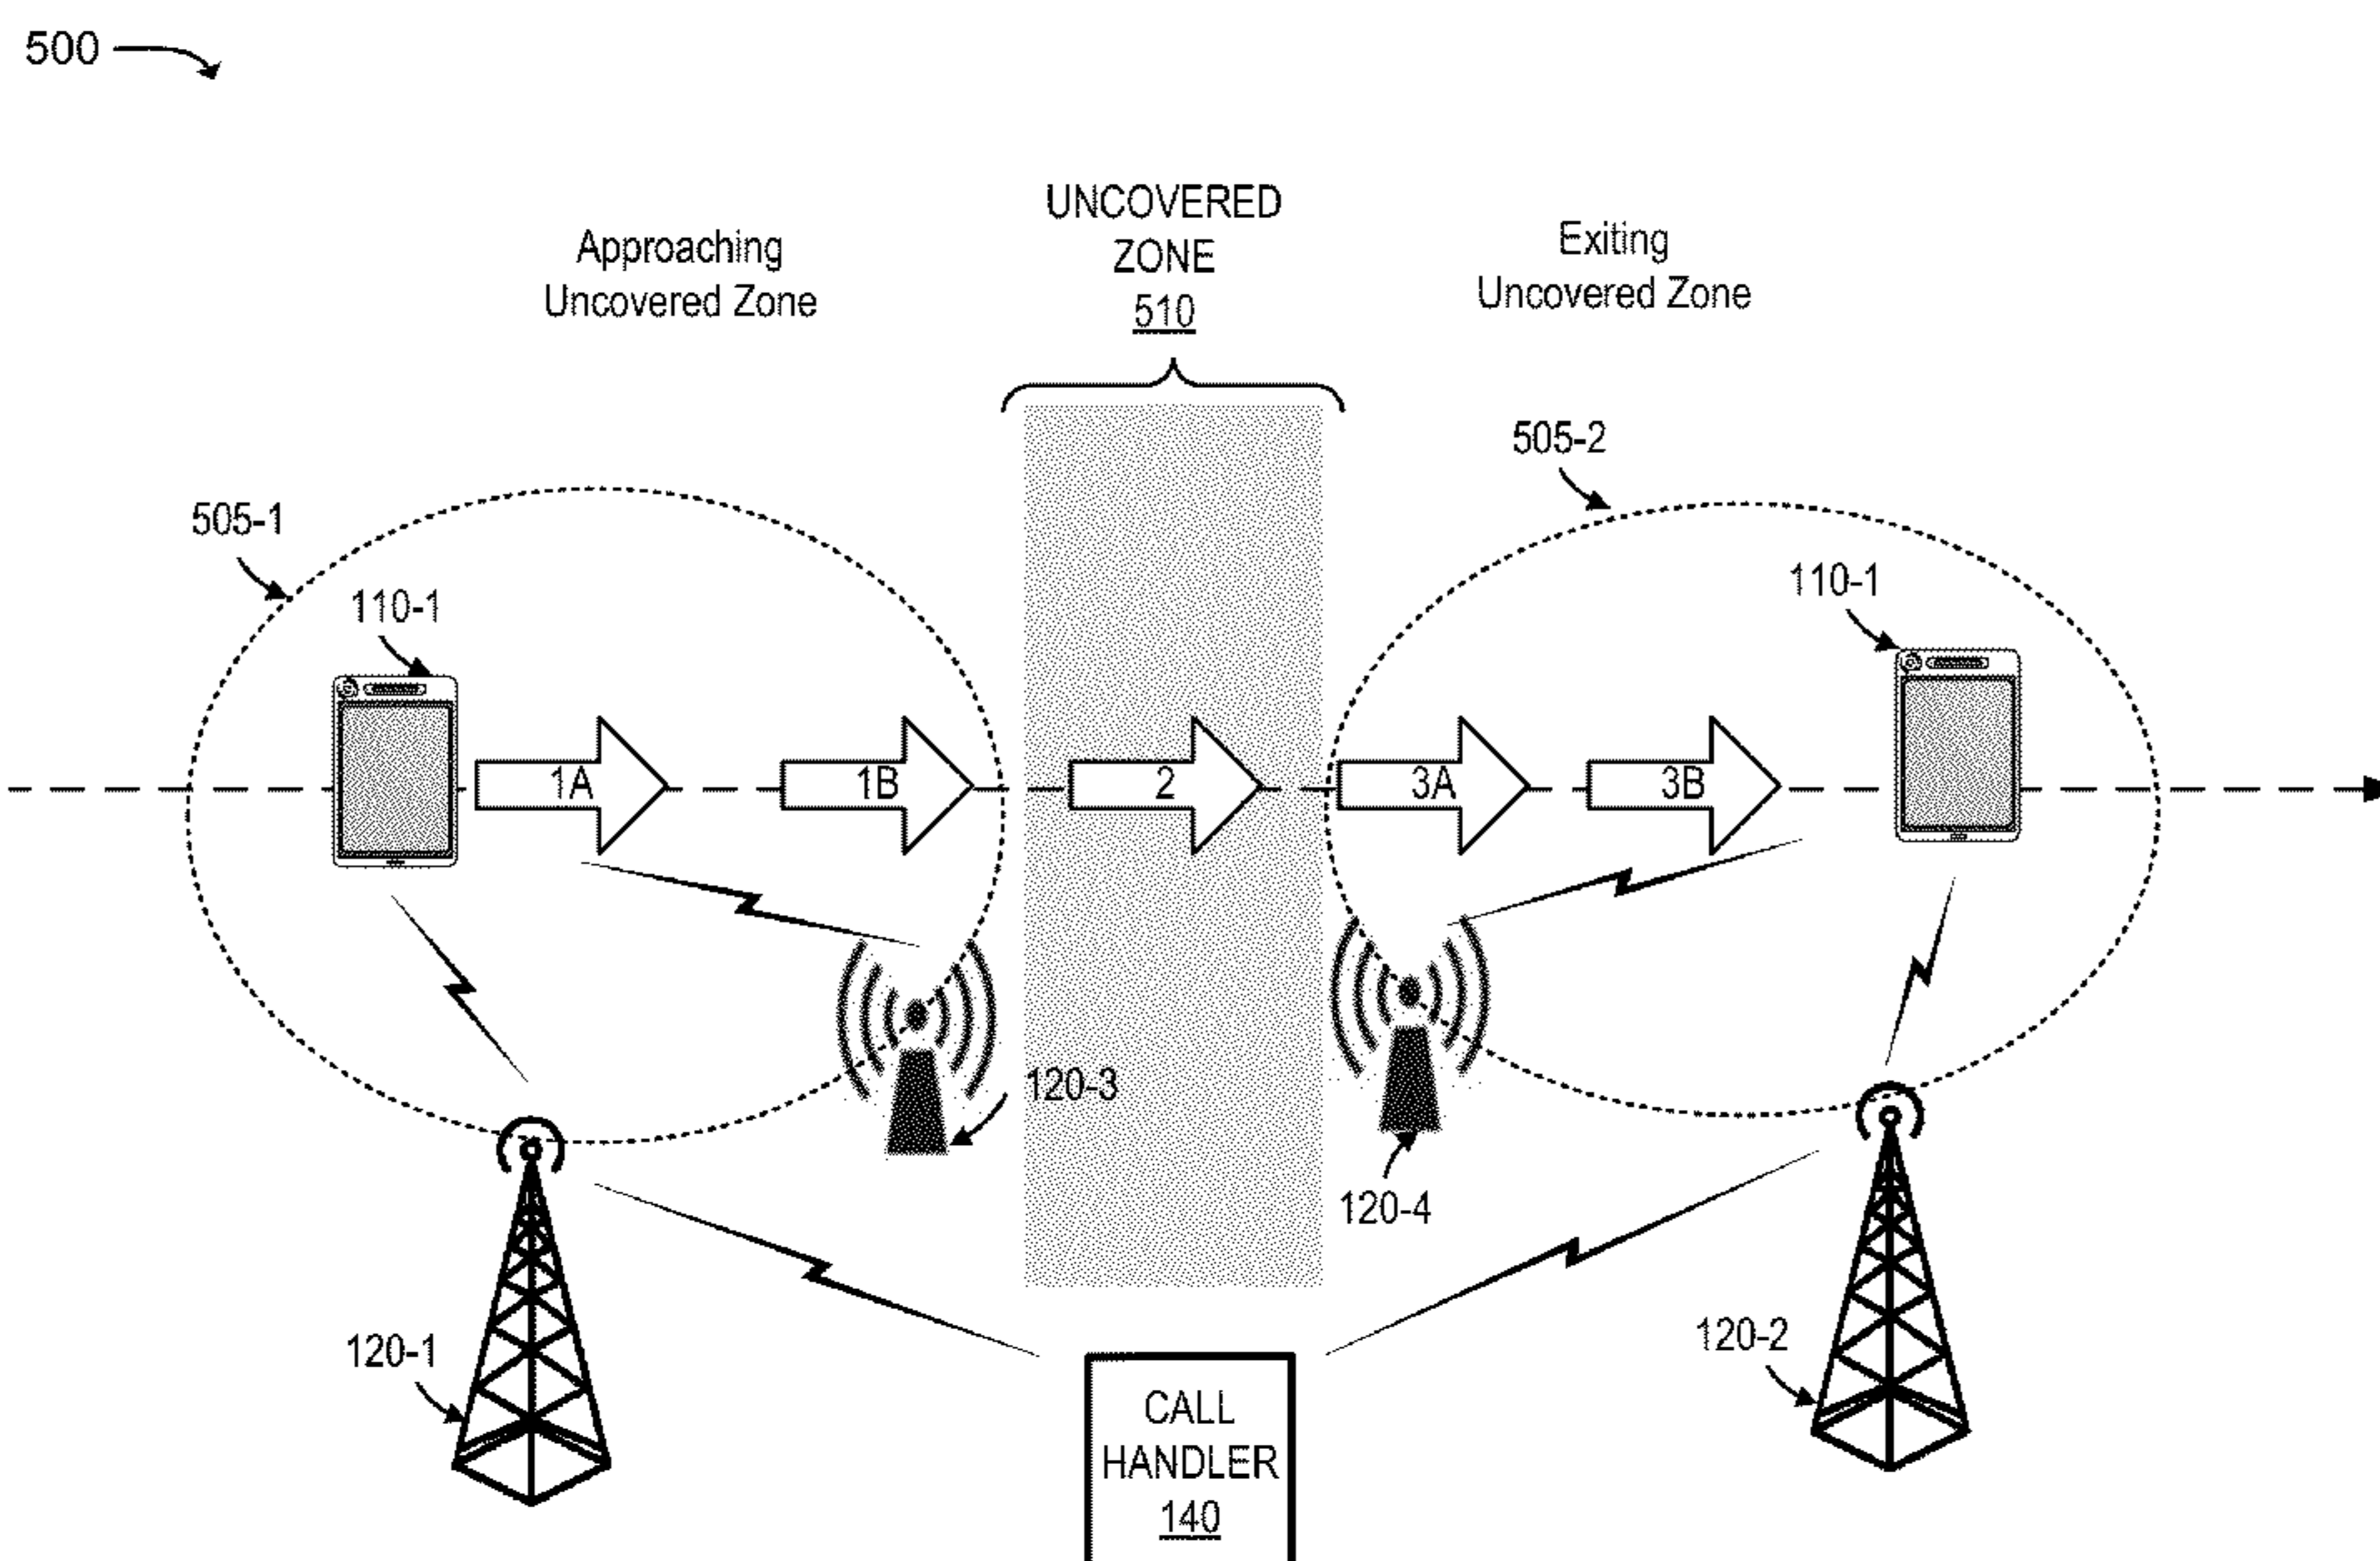 500
UNCOVERED
ZONE
510
Approaching
Uncovered Zone
Exiting
Uncovered Zone
505-1
505-2
110-1
110-1
1A
1B
2
3A
3B
120-3
120-4
120-1
120-2
CALL
HANDLER
140